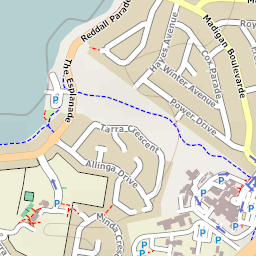 Reddall Parade
Hayes Avenue
Madigan Boulevarde
Cox Parade
Winter Avenue
Power Drive
The Esplanade
P
P
Tarra Crescent
Allinga Drive
P
P
P
P
P
P
P
P
P